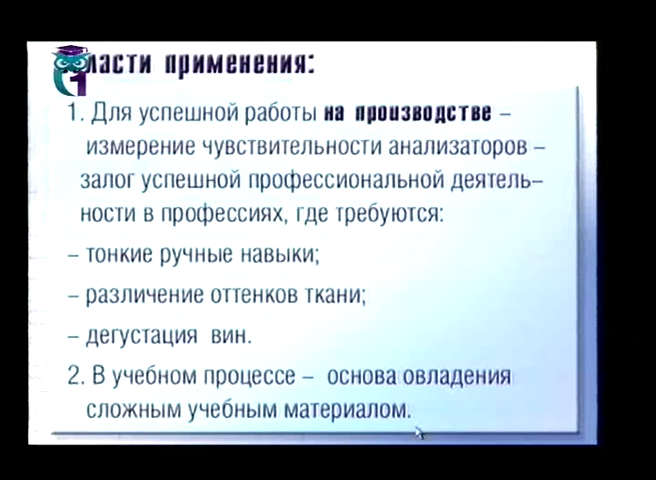 ласти применения:
1. Для успешной работы на производстве –
измерение чувствительности анализаторов –
залог успешной профессиональной деятель–
ности в профессиях, где требуются:
– тонкие ручные навыки;
– различение оттенков ткани;
– дегустация вин.
2. В учебном процессе – основа овладения
сложным учебным материалом.
1